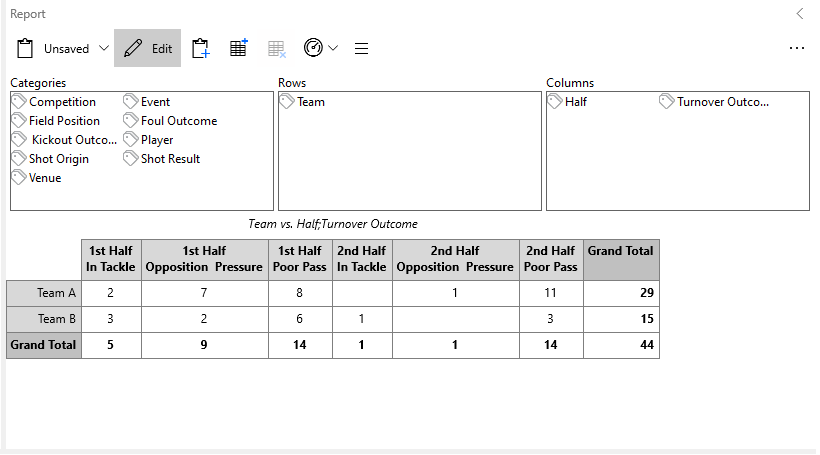 Report
Unsaved Edit
Categories Rows Columns
Competition Event Team Half Turnover Outco...
Field Position Foul Outcome
Kickout Outco... Player
Shot Origin Shot Result
Venue
Team vs. Half;Turnover Outcome
1st Half 1st Half 1st Half 2nd Half 2nd Half 2nd Half Grand Total
In Tackle Opposition Pressure Poor Pass In Tackle Opposition Pressure Poor Pass
Team A 2 7 8 1 11 29
Team B 3 2 6 1 3 15
Grand Total 5 9 14 1 1 14 44